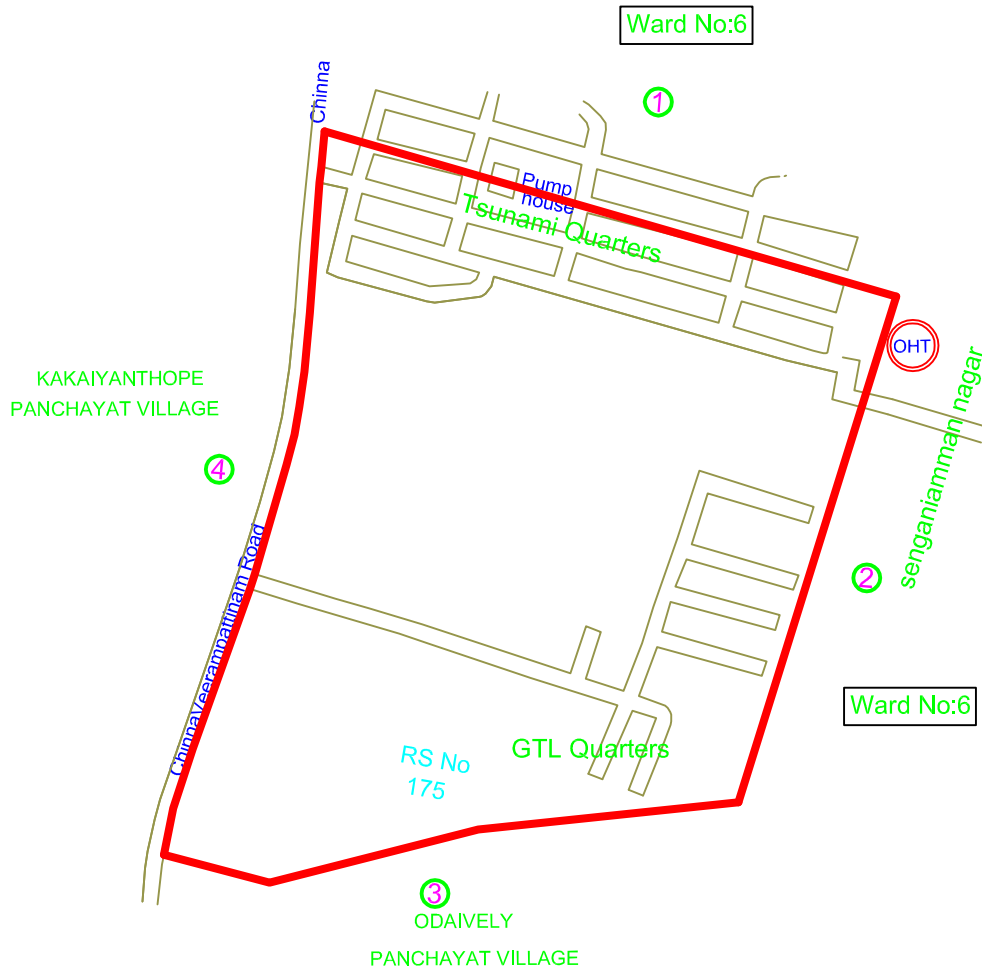 Ward No:6
1
Chinna
Pump
house
Tsunami Quarters
OHT
senganiamman nagar
KAKAIYANTHOPE
PANCHAYAT VILLAGE
4
2
ChinnaVeerampattinam Road
Ward No:6
GTL Quarters
RS No
175
3
ODAIVELY
PANCHAYAT VILLAGE